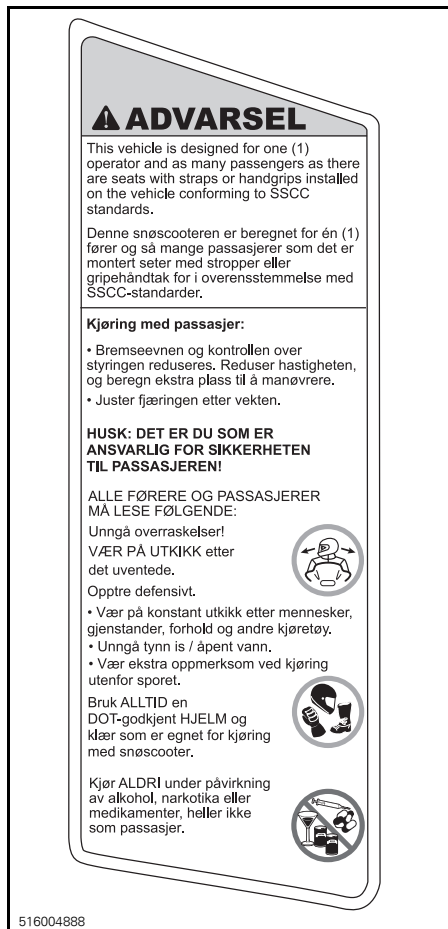 ADVARSEL
This vehicle is designed for one (1)
operator and as many passengers as there
are seats with straps or handgrips installed
on the vehicle conforming to SSCC
standards.
Denne snøscooteren er beregnet for én (1)
fører og så mange passasjerer som det er
montert seter med stropper eller
gripehåndtak for i overensstemmelse med
SSCC-standarder.
Kjøring med passasjer:
• Bremseevnen og kontrollen over
styringen reduseres. Reduser hastigheten,
og beregn ekstra plass til å manøvrere.
• Juster fjæringen etter vekten.
HUSK: DET ER DU SOM ER
ANSVARLIG FOR SIKKERHETEN
TIL PASSASJEREN!
ALLE FØRERE OG PASSASJERER
MÅ LESE FØLGENDE:
Unngå overraskelser!
VÆR PÅ UTKIKK etter
det uventede.
Opptre defensivt.
• Vær på konstant utkikk etter mennesker,
gjenstander, forhold og andre kjøretøy.
• Unngå tynn is / åpent vann.
• Vær ekstra oppmerksom ved kjøring
utenfor sporet.
Bruk ALLTID en
DOT-godkjent HJELM og
klær som er egnet for kjøring
med snøscooter.
Kjør ALDRI under påvirkning
av alkohol, narkotika eller
medikamenter, heller ikke
som passasjer.
516004888